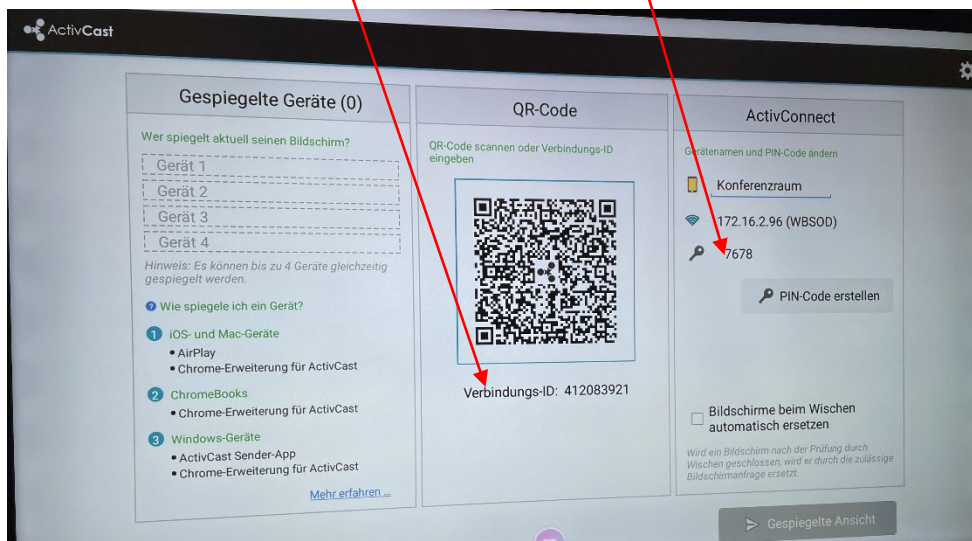 ActivCast
Gespiegelte Geräte (0)
Wer spiegelt aktuell seinen Bildschirm?
Gerät 1
Gerät 2
Gerät 3
Gerät 4
Hinweis: Es können bis zu 4 Geräte gleichzeitig
gespiegelt werden.
? Wie spiegele ich ein Gerät?
1 iOS- und Mac-Geräte
• AirPlay
• Chrome-Erweiterung für ActivCast
2 ChromeBooks
• Chrome-Erweiterung für ActivCast
3 Windows-Geräte
• ActivCast Sender-App
• Chrome-Erweiterung für ActivCast
Mehr erfahren ...
QR-Code
QR-Code scannen oder Verbindungs-ID
eingeben
Verbindungs-ID: 412083921
ActivConnect
Gerätenamen und PIN-Code ändern
Konferenzraum
172.16.2.96 (WBSOD)
7678
PIN-Code erstellen
Bildschirme beim Wischen
automatisch ersetzen
Wird ein Bildschirm nach der Prüfung durch
Wischen geschlossen, wird er durch die zulässige
Bildschirmanfrage ersetzt.
Gespiegelte Ansicht